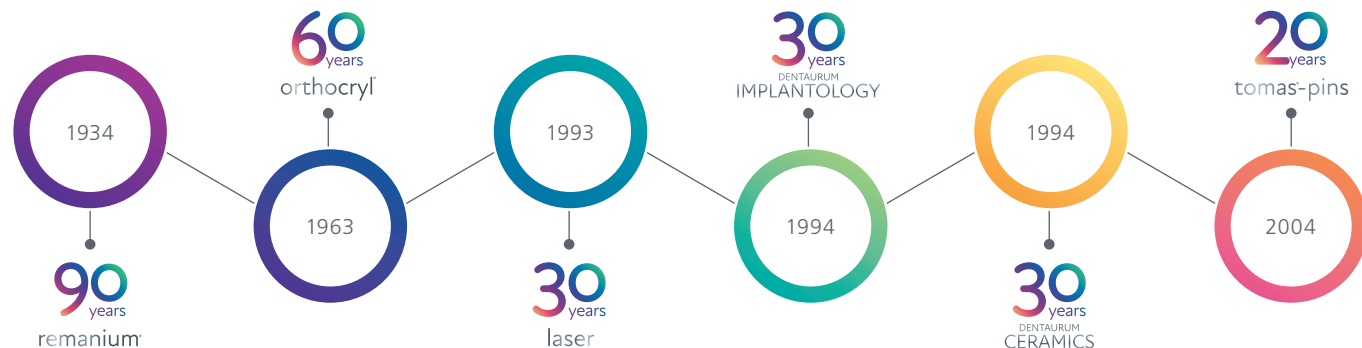 1934
90
years
remanium®
60
years
orthocryl®
1963
1993
30
years
laser
30
years
DENTAURUM
IMPLANTOLOGY
1994
1994
30
years
DENTAURUM
CERAMICS
20
years
tomas®-pins
2004